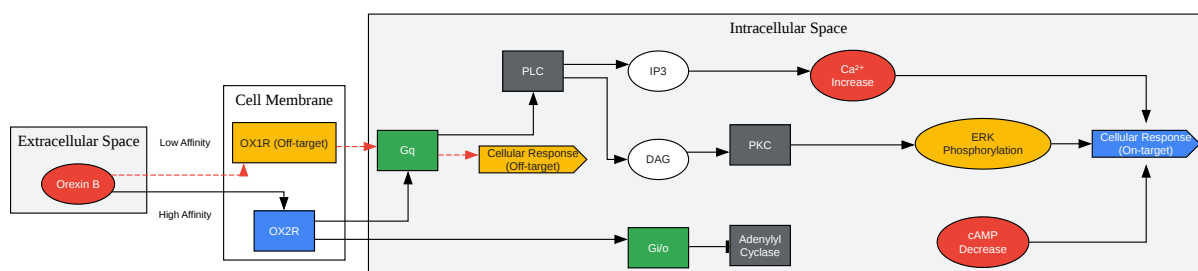 Intracellular Space
PLC
IP3
Ca²⁺
Increase
Cell Membrane
Extracellular Space
Low Affinity
OX1R (Off-target)
Gq
Cellular Response
(Off-target)
DAG
PKC
ERK
Phosphorylation
Cellular Response
(On-target)
Orexin B
High Affinity
OX2R
Gi/o
Adenylyl
Cyclase
cAMP
Decrease